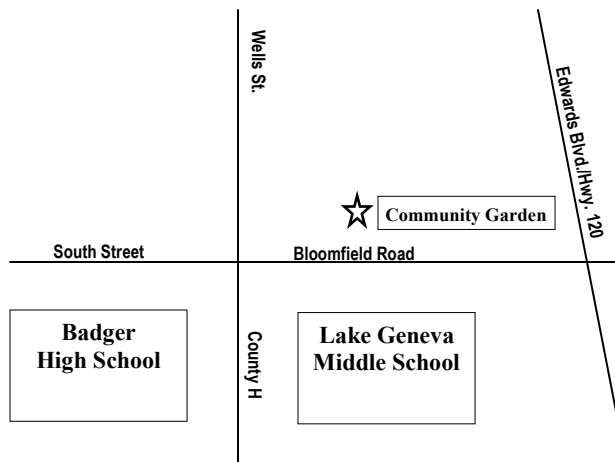 Wells St.
Edwards Blvd./Hwy. 120
Community Garden
South Street
Bloomfield Road
Badger
High School
County H
Lake Geneva
Middle School